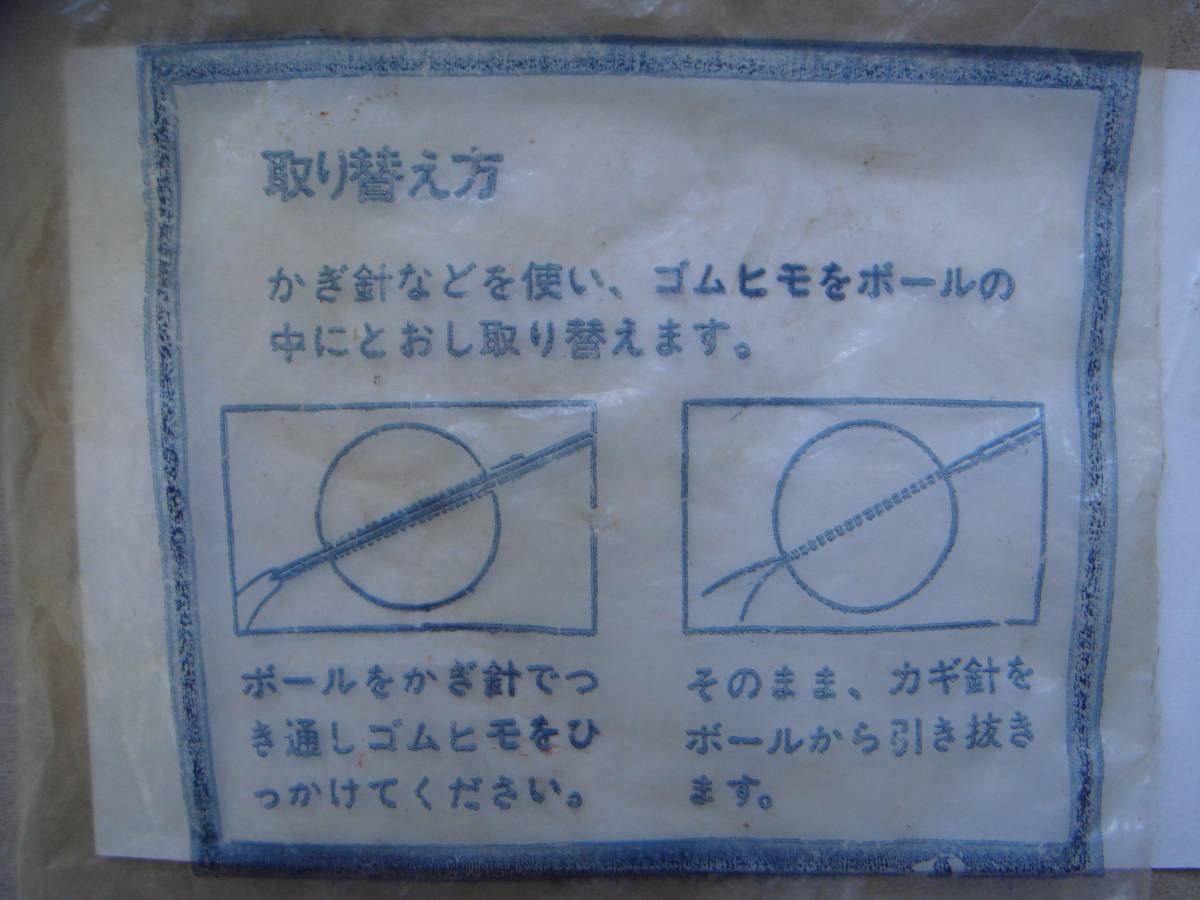 取り替え方
かぎ針などを使い、ゴムヒモをボールの
中にとおし取り替えます。
ボールをかぎ針でつ
き通しゴムヒモをひ
っかけてください。
そのまま、カギ針を
ボールから引き抜き
ます。